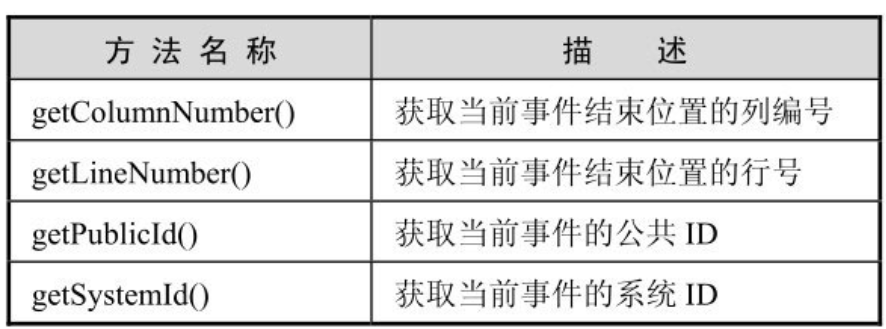 方 法 名 称 描 述
getColumnNumber() 获取当前事件结束位置的列编号
getLineNumber() 获取当前事件结束位置的行号
getPublicId() 获取当前事件的公共 ID
getSystemId() 获取当前事件的系统 ID